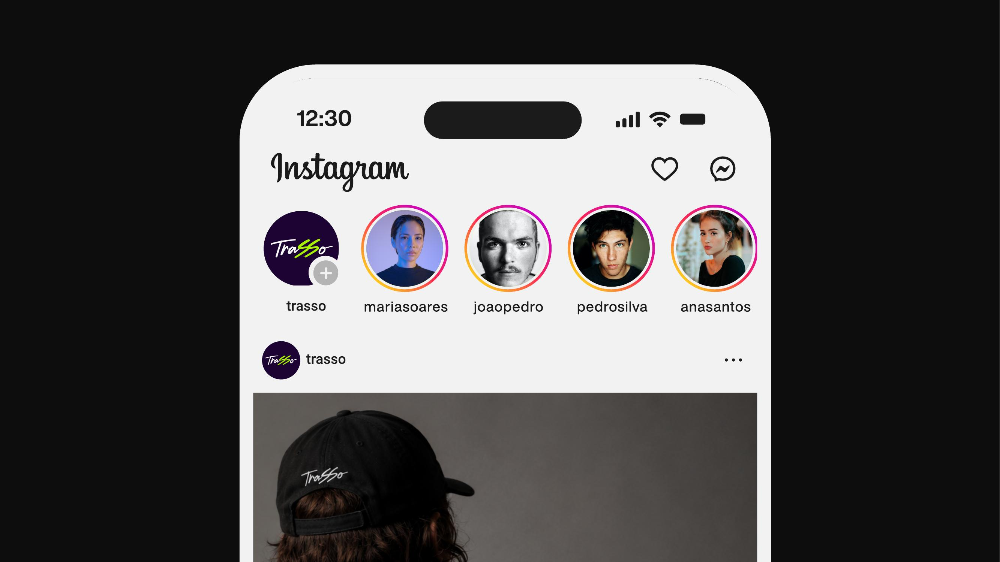 12:30
Instagram
Trasso
trasso
mariasoares
joaopedro
pedrosilva
anasantos
Trasso
trasso
Trasso